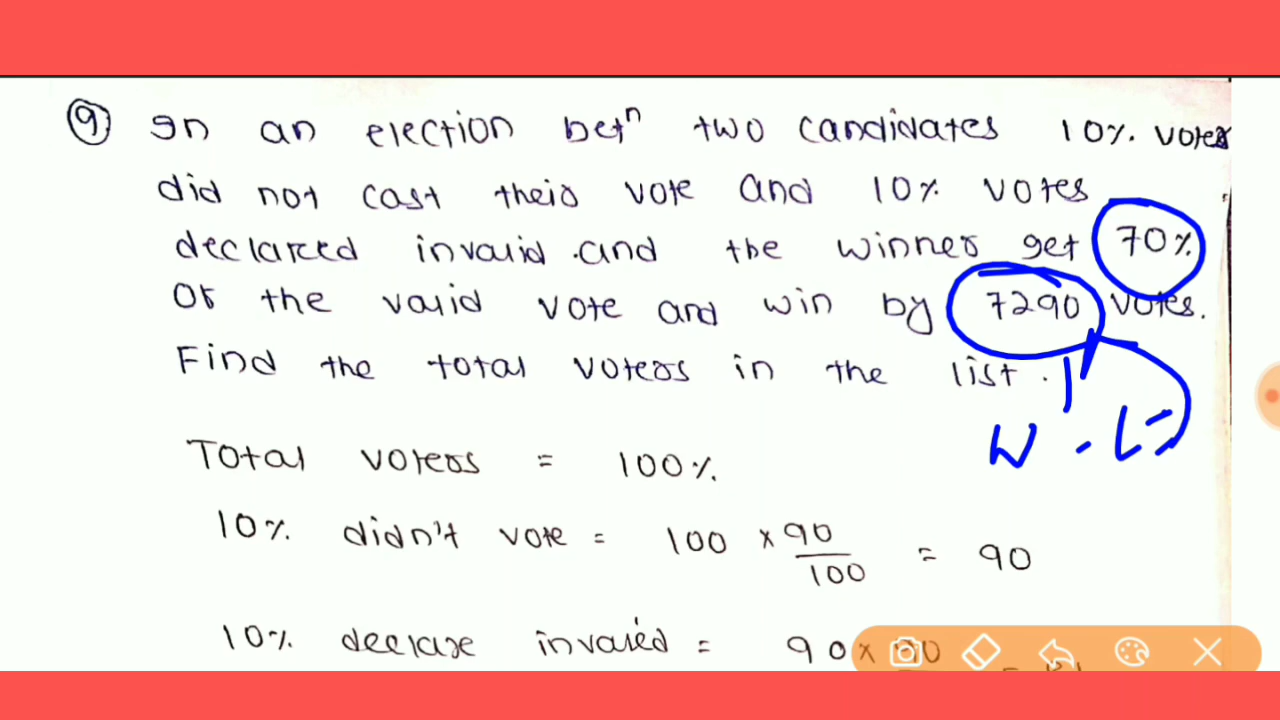 9 In an election betn two candidates 10% voters
did not cast their vote and 10% votes
declared invalid and the winner get 70%
of the valid vote and win by 7290 votes.
Find the total voters in the list.
W - L =
Total voters = 100%
10% didn't vote = 100 × 90/100 = 90
10% declare invalid = 90 ×